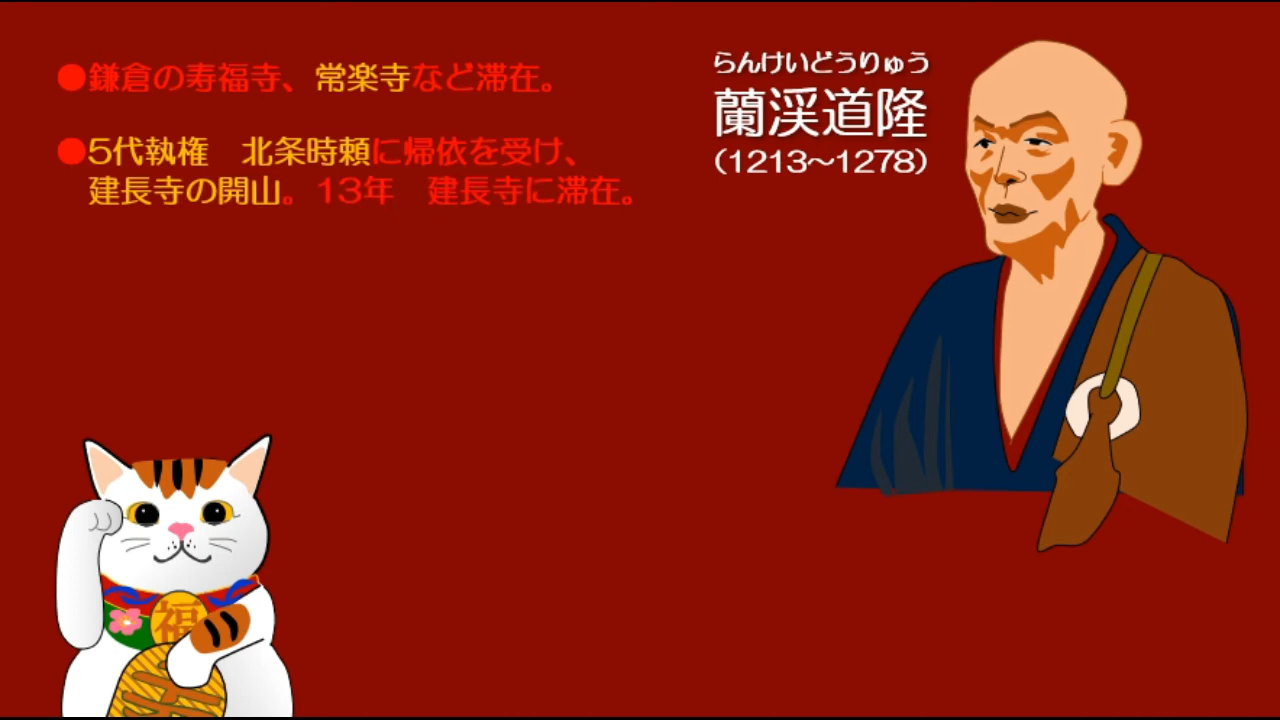 ●鎌倉の寿福寺、常楽寺など滞在。
●5代執権　北条時頼に帰依を受け、
建長寺の開山。13年　建長寺に滞在。
らんけいどうりゅう
蘭渓道隆
（1213～1278）
福